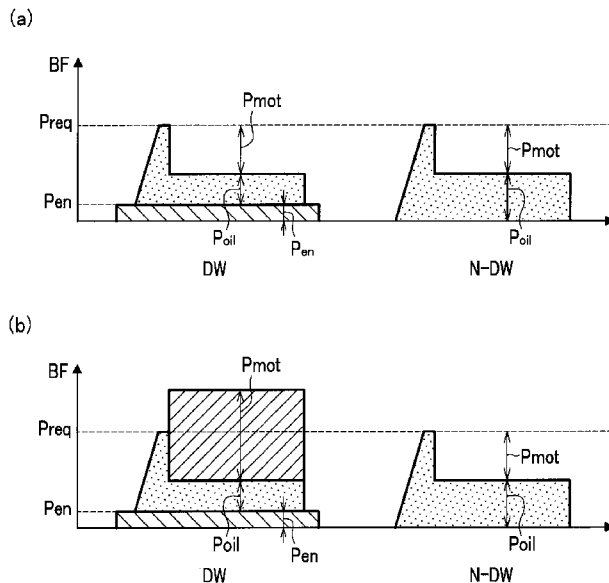 (a)
BF
Pmot
Preq
Pmot
Pen
Poil
Pen
Poil
DW
N-DW
(b)
BF
Pmot
Preq
Pmot
Pen
Poil
Pen
Poil
DW
N-DW